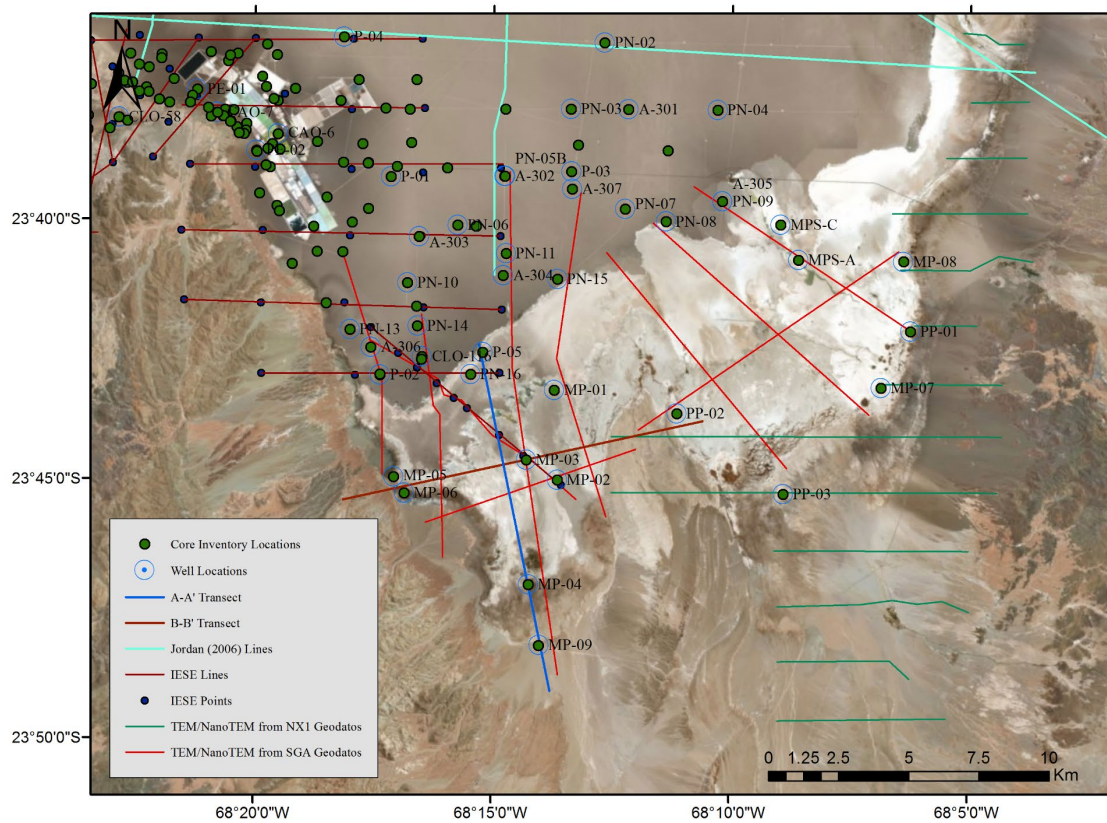 N
P-04
PN-02
PE-01
CLO-58
CAO-7
CAO-6
PN-03
A-301
PN-04
PN-05B
P-01
A-302
P-03
A-307
A-305
PN-09
23°40'0"S
PN-06
PN-07
PN-08
MPS-C
A-303
PN-11
MPS-A
MP-08
PN-10
A-304
PN-15
PN-13
PN-14
PP-01
A-306
P-05
P-02
PN-16
MP-01
MP-07
PP-02
MP-03
23°45'0"S
MP-05
MP-02
MP-06
PP-03
Core Inventory Locations
Well Locations
A-A' Transect
B-B' Transect
Jordan (2006) Lines
IESE Lines
IESE Points
TEM/NanoTEM from NX1 Geodatos
TEM/NanoTEM from SGA Geodatos
MP-04
MP-09
23°50'0"S
0 1.25 2.5 5 7.5 10
Km
68°20'0"W 68°15'0"W 68°10'0"W 68°5'0"W